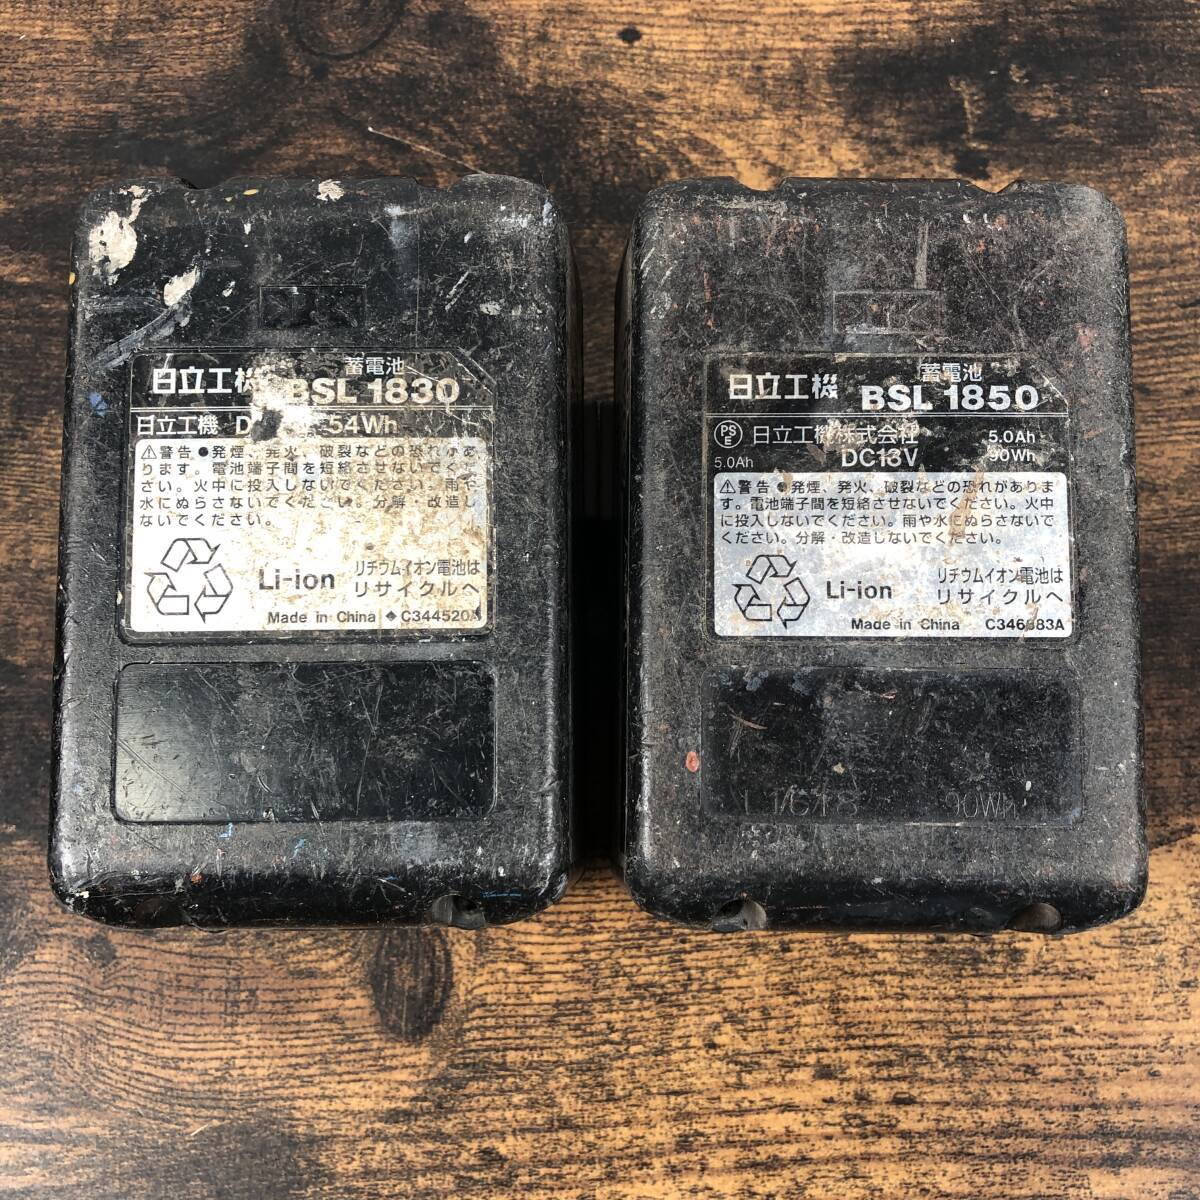 蓄電池
日立工機 BSL 1830
日立工機 54Wh
⚠警告 ●発煙、発火、破裂などの恐れがあ
ります。電池端子間を短絡させないでくだ
さい。火中に投入しないでください。雨や
水にぬらさないでください。分解・改造し
ないでください。
Li-ion リチウムイオン電池は
リサイクルへ
Made in China ◆ C344520A
蓄電池
日立工機 BSL 1850
PS
E
日立工機株式会社 5.0Ah
5.0Ah DC18V 90Wh
⚠警告 ●発煙、発火、破裂などの恐れがありま
す。電池端子間を短絡させないでください。火中
に投入しないでください。雨や水にぬらさないで
ください。分解・改造しないでください。
Li-ion リチウムイオン電池は
リサイクルへ
Made in China C346883A
90Wh